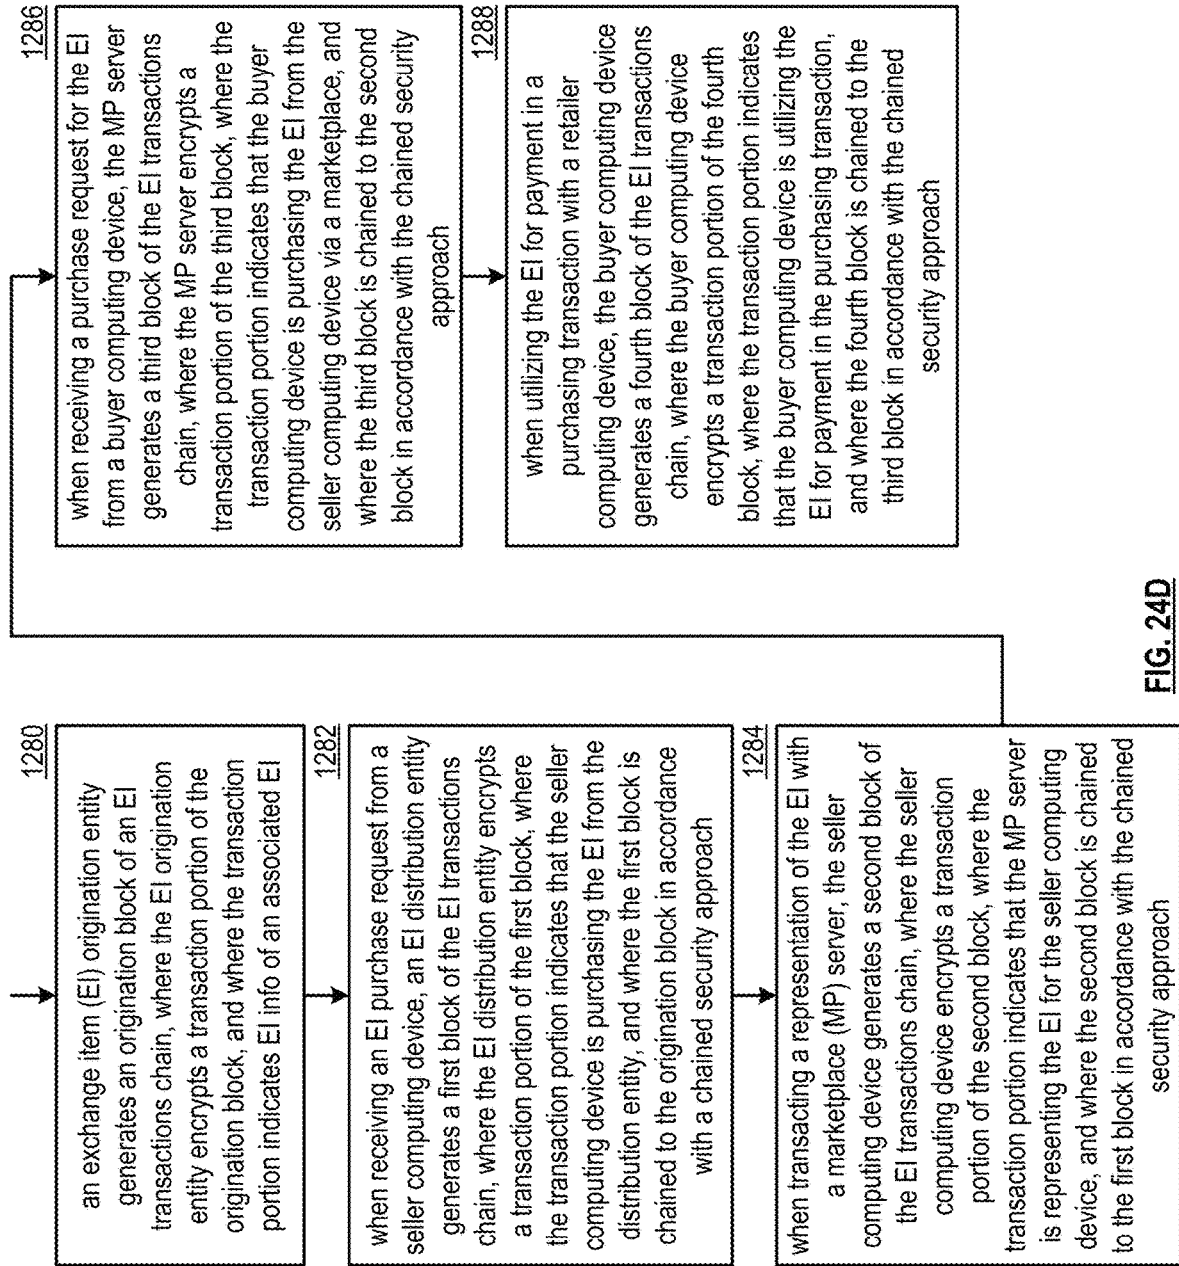 1280
an exchange item (EI) origination entity
generates an origination block of an EI
transactions chain, where the EI origination
entity encrypts a transaction portion of the
origination block, and where the transaction
portion indicates EI info of an associated EI
1282
when receiving an EI purchase request from a
seller computing device, an EI distribution entity
generates a first block of the EI transactions
chain, where the EI distribution entity encrypts
a transaction portion of the first block, where
the transaction portion indicates that the seller
computing device is purchasing the EI from the
distribution entity, and where the first block is
chained to the origination block in accordance
with a chained security approach
1284
when transacting a representation of the EI with
a marketplace (MP) server, the seller
computing device generates a second block of
the EI transactions chain, where the seller
computing device encrypts a transaction
portion of the second block, where the
transaction portion indicates that the MP server
is representing the EI for the seller computing
device, and where the second block is chained
to the first block in accordance with the chained
security approach
1286
when receiving a purchase request for the EI
from a buyer computing device, the MP server
generates a third block of the EI transactions
chain, where the MP server encrypts a
transaction portion of the third block, where the
transaction portion indicates that the buyer
computing device is purchasing the EI from the
seller computing device via a marketplace, and
where the third block is chained to the second
block in accordance with the chained security
approach
1288
when utilizing the EI for payment in a
purchasing transaction with a retailer
computing device, the buyer computing device
generates a fourth block of the EI transactions
chain, where the buyer computing device
encrypts a transaction portion of the fourth
block, where the transaction portion indicates
that the buyer computing device is utilizing the
EI for payment in the purchasing transaction,
and where the fourth block is chained to the
third block in accordance with the chained
security approach
FIG. 24D